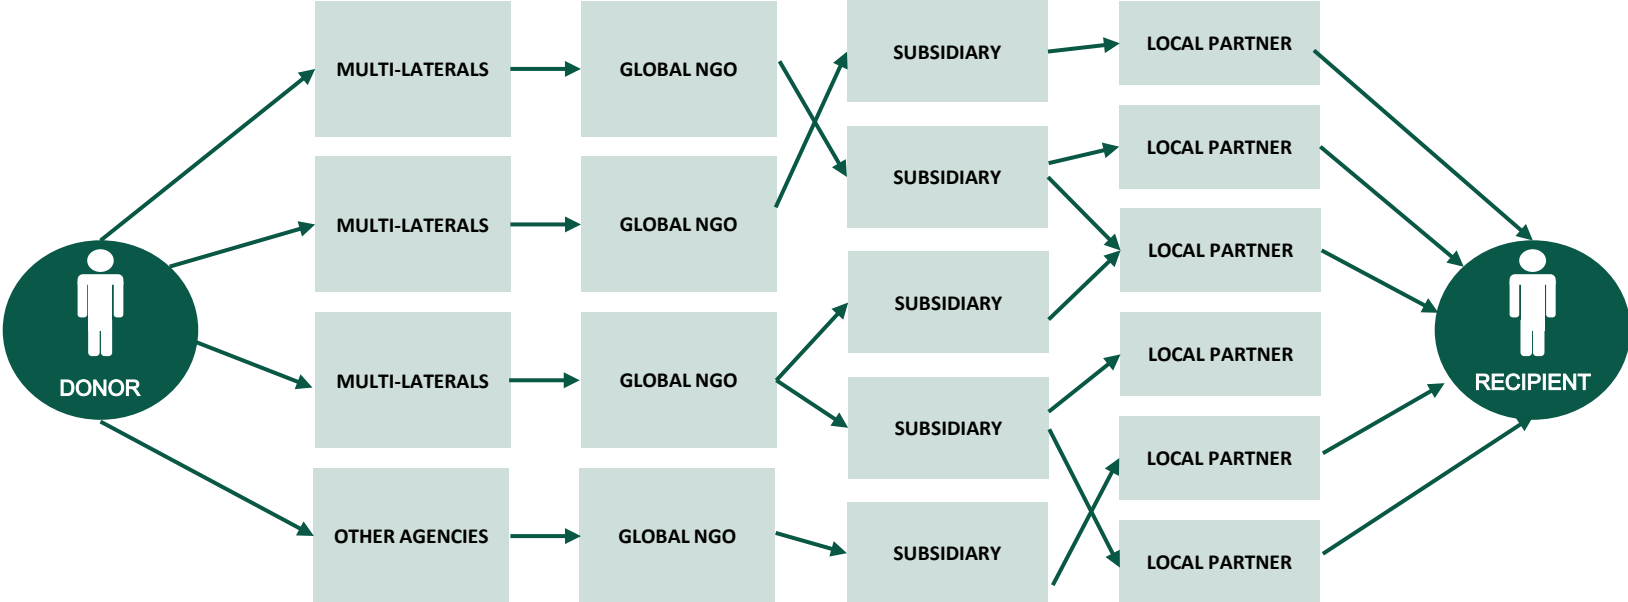 DONOR
MULTI-LATERALS
MULTI-LATERALS
MULTI-LATERALS
OTHER AGENCIES
GLOBAL NGO
GLOBAL NGO
GLOBAL NGO
GLOBAL NGO
SUBSIDIARY
SUBSIDIARY
SUBSIDIARY
SUBSIDIARY
SUBSIDIARY
LOCAL PARTNER
LOCAL PARTNER
LOCAL PARTNER
LOCAL PARTNER
LOCAL PARTNER
LOCAL PARTNER
RECIPIENT